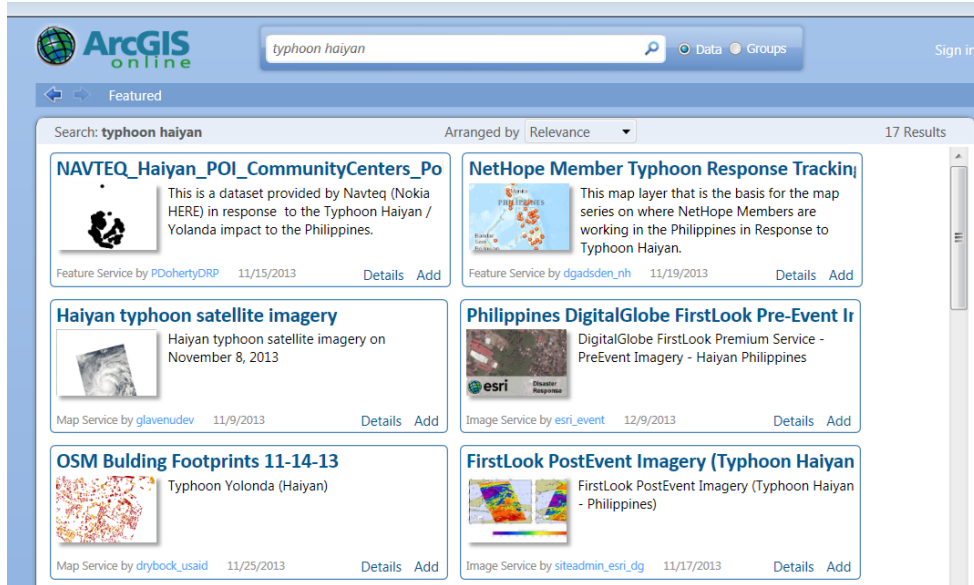 ArcGIS
online
typhoon haiyan
Data
Groups
Sign in
Featured
Search: typhoon haiyan
Arranged by Relevance
17 Results
NAVTEQ_Haiyan_POI_CommunityCenters_Po
This is a dataset provided by Navteq (Nokia
HERE) in response to the Typhoon Haiyan /
Yolanda impact to the Philippines.
Feature Service by PDohertyDRP 11/15/2013
Details Add
NetHope Member Typhoon Response Tracking
PHILIPPINES
This map layer that is the basis for the map
series on where NetHope Members are
working in the Philippines in Response to
Typhoon Haiyan.
Feature Service by dgadsden_nh 11/19/2013
Details Add
Haiyan typhoon satellite imagery
Haiyan typhoon satellite imagery on
November 8, 2013
Map Service by glavenudev 11/9/2013
Details Add
Philippines DigitalGlobe FirstLook Pre-Event Ir
DigitalGlobe FirstLook Premium Service -
PreEvent Imagery - Haiyan Philippines
esri
Disaster
Response
Image Service by esri_event 12/9/2013
Details Add
OSM Bulding Footprints 11-14-13
Typhoon Yolonda (Haiyan)
Map Service by drybock_usaid 11/25/2013
Details Add
FirstLook PostEvent Imagery (Typhoon Haiyan
FirstLook PostEvent Imagery (Typhoon Haiyan
- Philippines)
Image Service by siteadmin_esri_dg 11/17/2013
Details Add